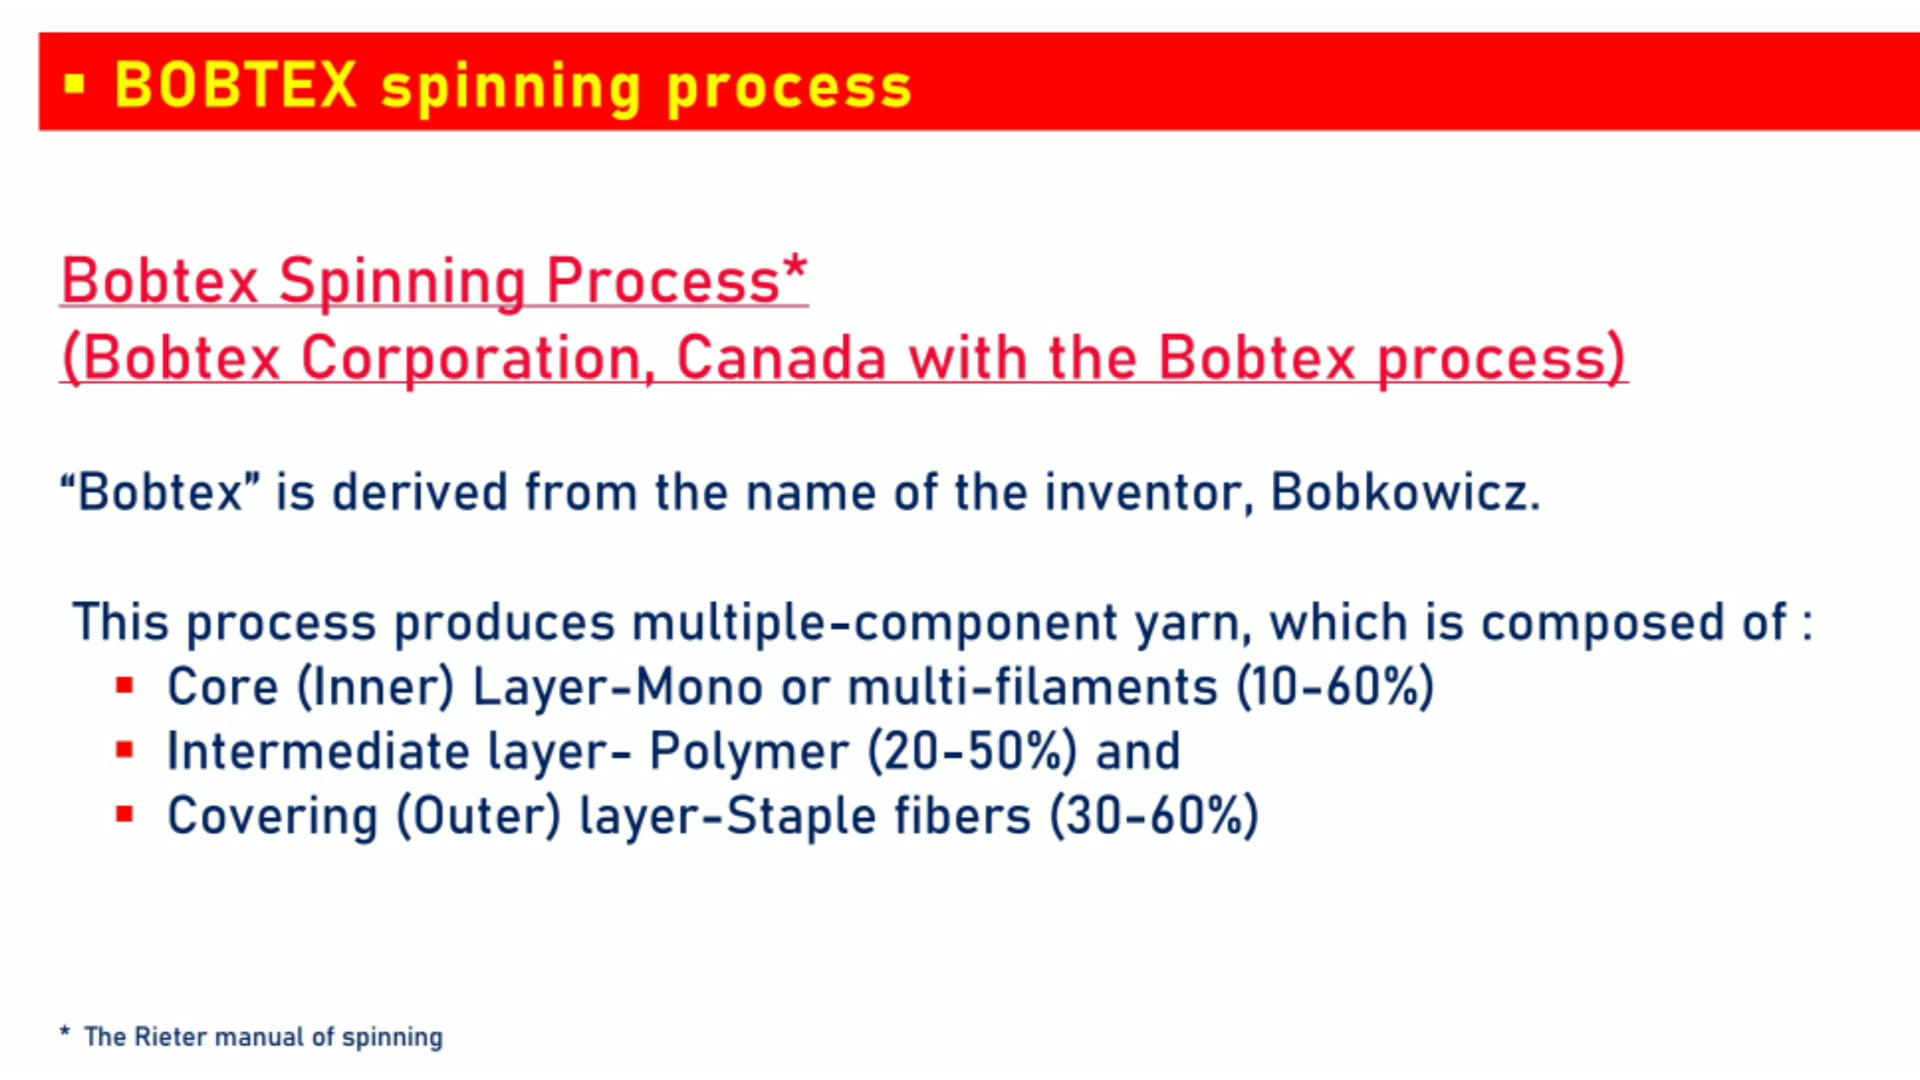 ▪ BOBTEX spinning process
Bobtex Spinning Process*
(Bobtex Corporation, Canada with the Bobtex process)
“Bobtex” is derived from the name of the inventor, Bobkowicz.
This process produces multiple-component yarn, which is composed of :
▪ Core (Inner) Layer-Mono or multi-filaments (10-60%)
▪ Intermediate layer- Polymer (20-50%) and
▪ Covering (Outer) layer-Staple fibers (30-60%)
* The Rieter manual of spinning